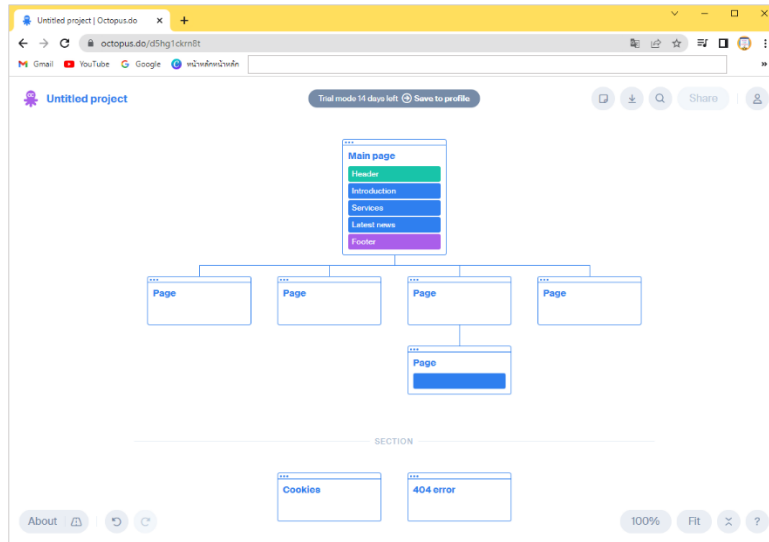 Untitled project | Octopus.do
octopus.do/d5hg1ckrn8t
Gmail YouTube Google หน้าหลักหน้าหลัก
Untitled project
Trial mode 14 days left Save to profile
Share
Main page
Header
Introduction
Services
Latest news
Footer
Page Page Page Page
Page
SECTION
Cookies 404 error
About
100% Fit ?